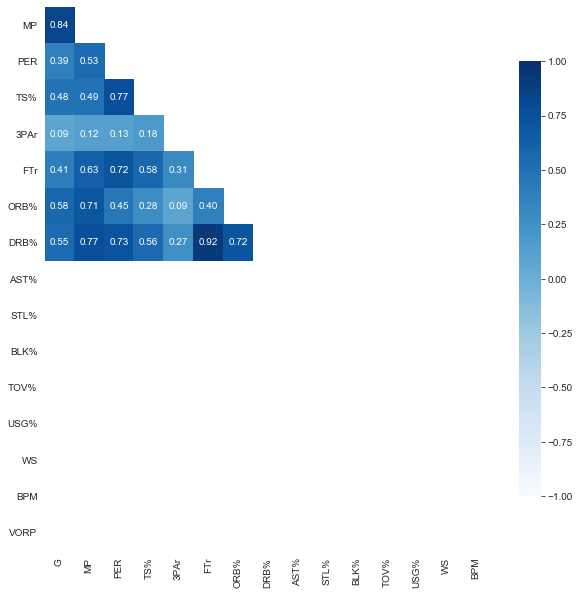 MP 0.84
PER 0.39 0.53
TS% 0.48 0.49 0.77
3PAr 0.09 0.12 0.13 0.18
FTr 0.41 0.63 0.72 0.58 0.31
ORB% 0.58 0.71 0.45 0.28 0.09 0.40
DRB% 0.55 0.77 0.73 0.56 0.27 0.92 0.72
AST%
STL%
BLK%
TOV%
USG%
WS
BPM
VORP
G MP PER TS% 3PAr FTr ORB% DRB% AST% STL% BLK% TOV% USG% WS BPM
1.00
0.75
0.50
0.25
0.00
−0.25
−0.50
−0.75
−1.00